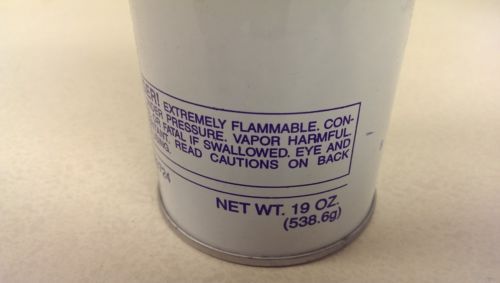 EXTREMELY FLAMMABLE. CON-
PRESSURE. VAPOR HARMFUL
OR FATAL IF SWALLOWED. EYE AND
READ CAUTIONS ON BACK
NET WT. 19 OZ.
(538.6g)